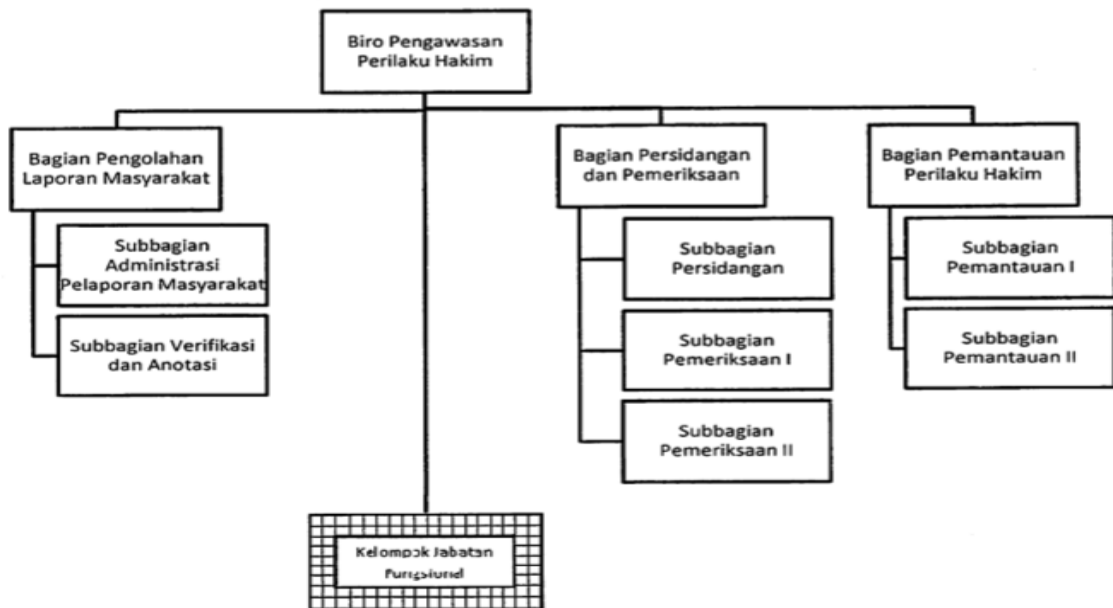 Biro Pengawasan
Perilaku Hakim
Bagian Pengolahan
Laporan Masyarakat
Subbagian
Administrasi
Pelaporan Masyarakat
Subbagian Verifikasi
dan Anotasi
Bagian Persidangan
dan Pemeriksaan
Subbagian
Persidangan
Subbagian
Pemeriksaan I
Subbagian
Pemeriksaan II
Bagian Pemantauan
Perilaku Hakim
Subbagian
Pemantauan I
Subbagian
Pemantauan II
Kelompok Jabatan
Fungsional